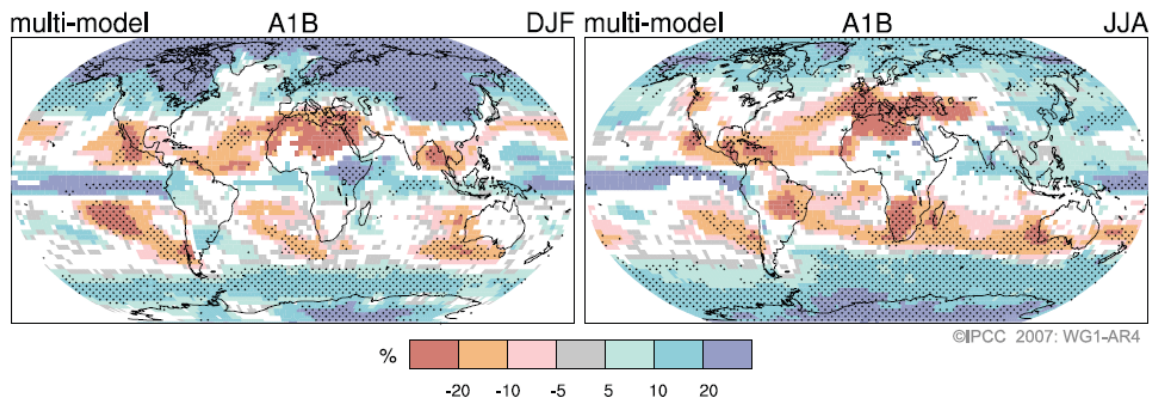 multi-model A1B DJF
multi-model A1B JJA
©IPCC 2007: WG1-AR4
%
-20 -10 -5 5 10 20